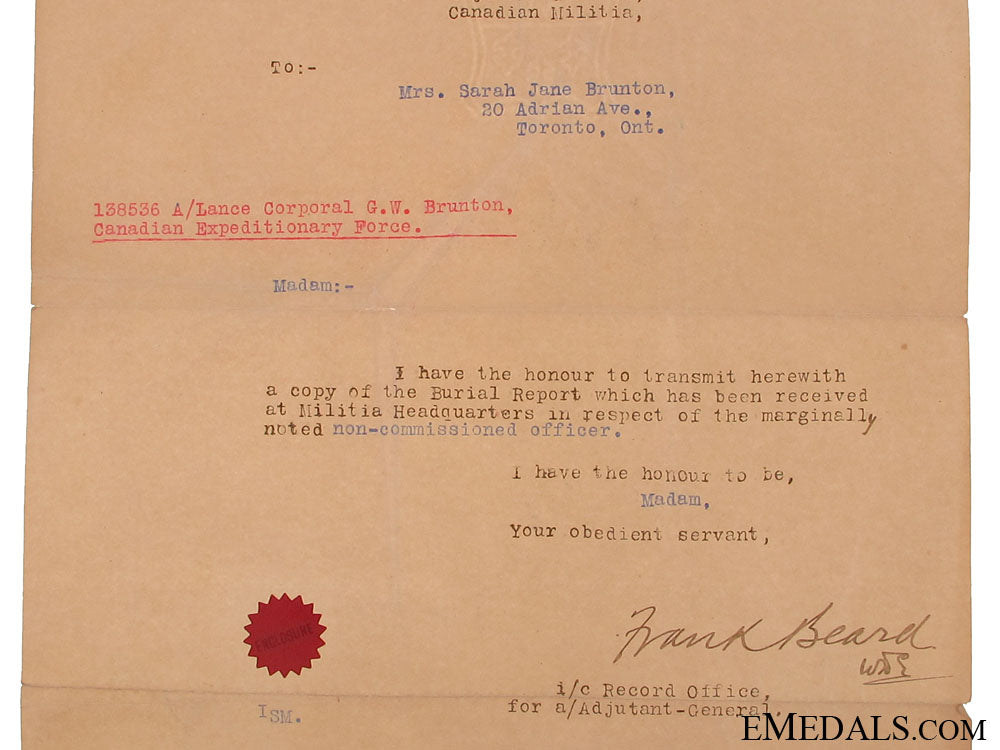 Canadian Militia,
To:-
Mrs. Sarah Jane Brunton,
20 Adrian Ave.,
Toronto, Ont.
138536 A/Lance Corporal G.W. Brunton,
Canadian Expeditionary Force.
Madam:-
I have the honour to transmit herewith
a copy of the Burial Report which has been received
at Militia Headquarters in respect of the marginally
noted non-commissioned officer.
I have the honour to be,
Madam,
Your obedient servant,
ENCLOSURE
Frank Beard
i/c Record Office,
for a/Adjutant-General.
ISM.
EMEDALS.COM